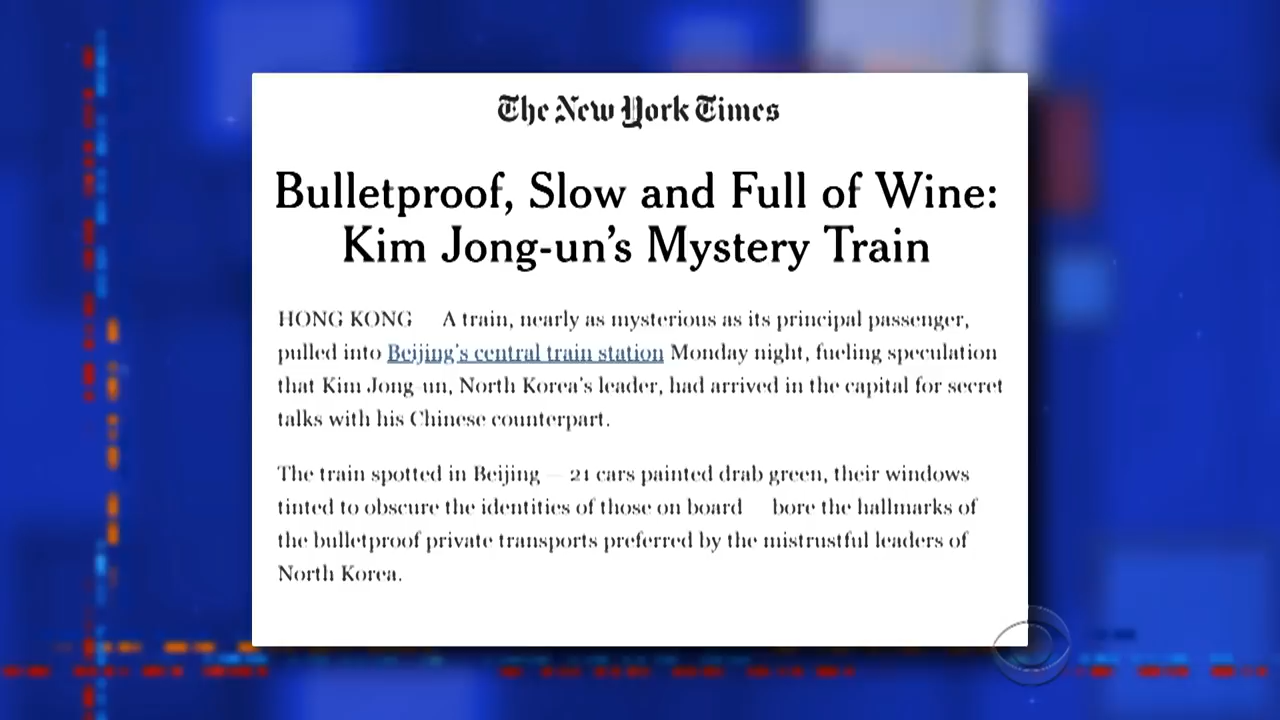 The New York Times
Bulletproof, Slow and Full of Wine:
Kim Jong-un’s Mystery Train
HONG KONG A train, nearly as mysterious as its principal passenger,
pulled into Beijing’s central train station Monday night, fueling speculation
that Kim Jong un, North Korea’s leader, had arrived in the capital for secret
talks with his Chinese counterpart.
The train spotted in Beijing — 21 cars painted drab green, their windows
tinted to obscure the identities of those on board bore the hallmarks of
the bulletproof private transports preferred by the mistrustful leaders of
North Korea.